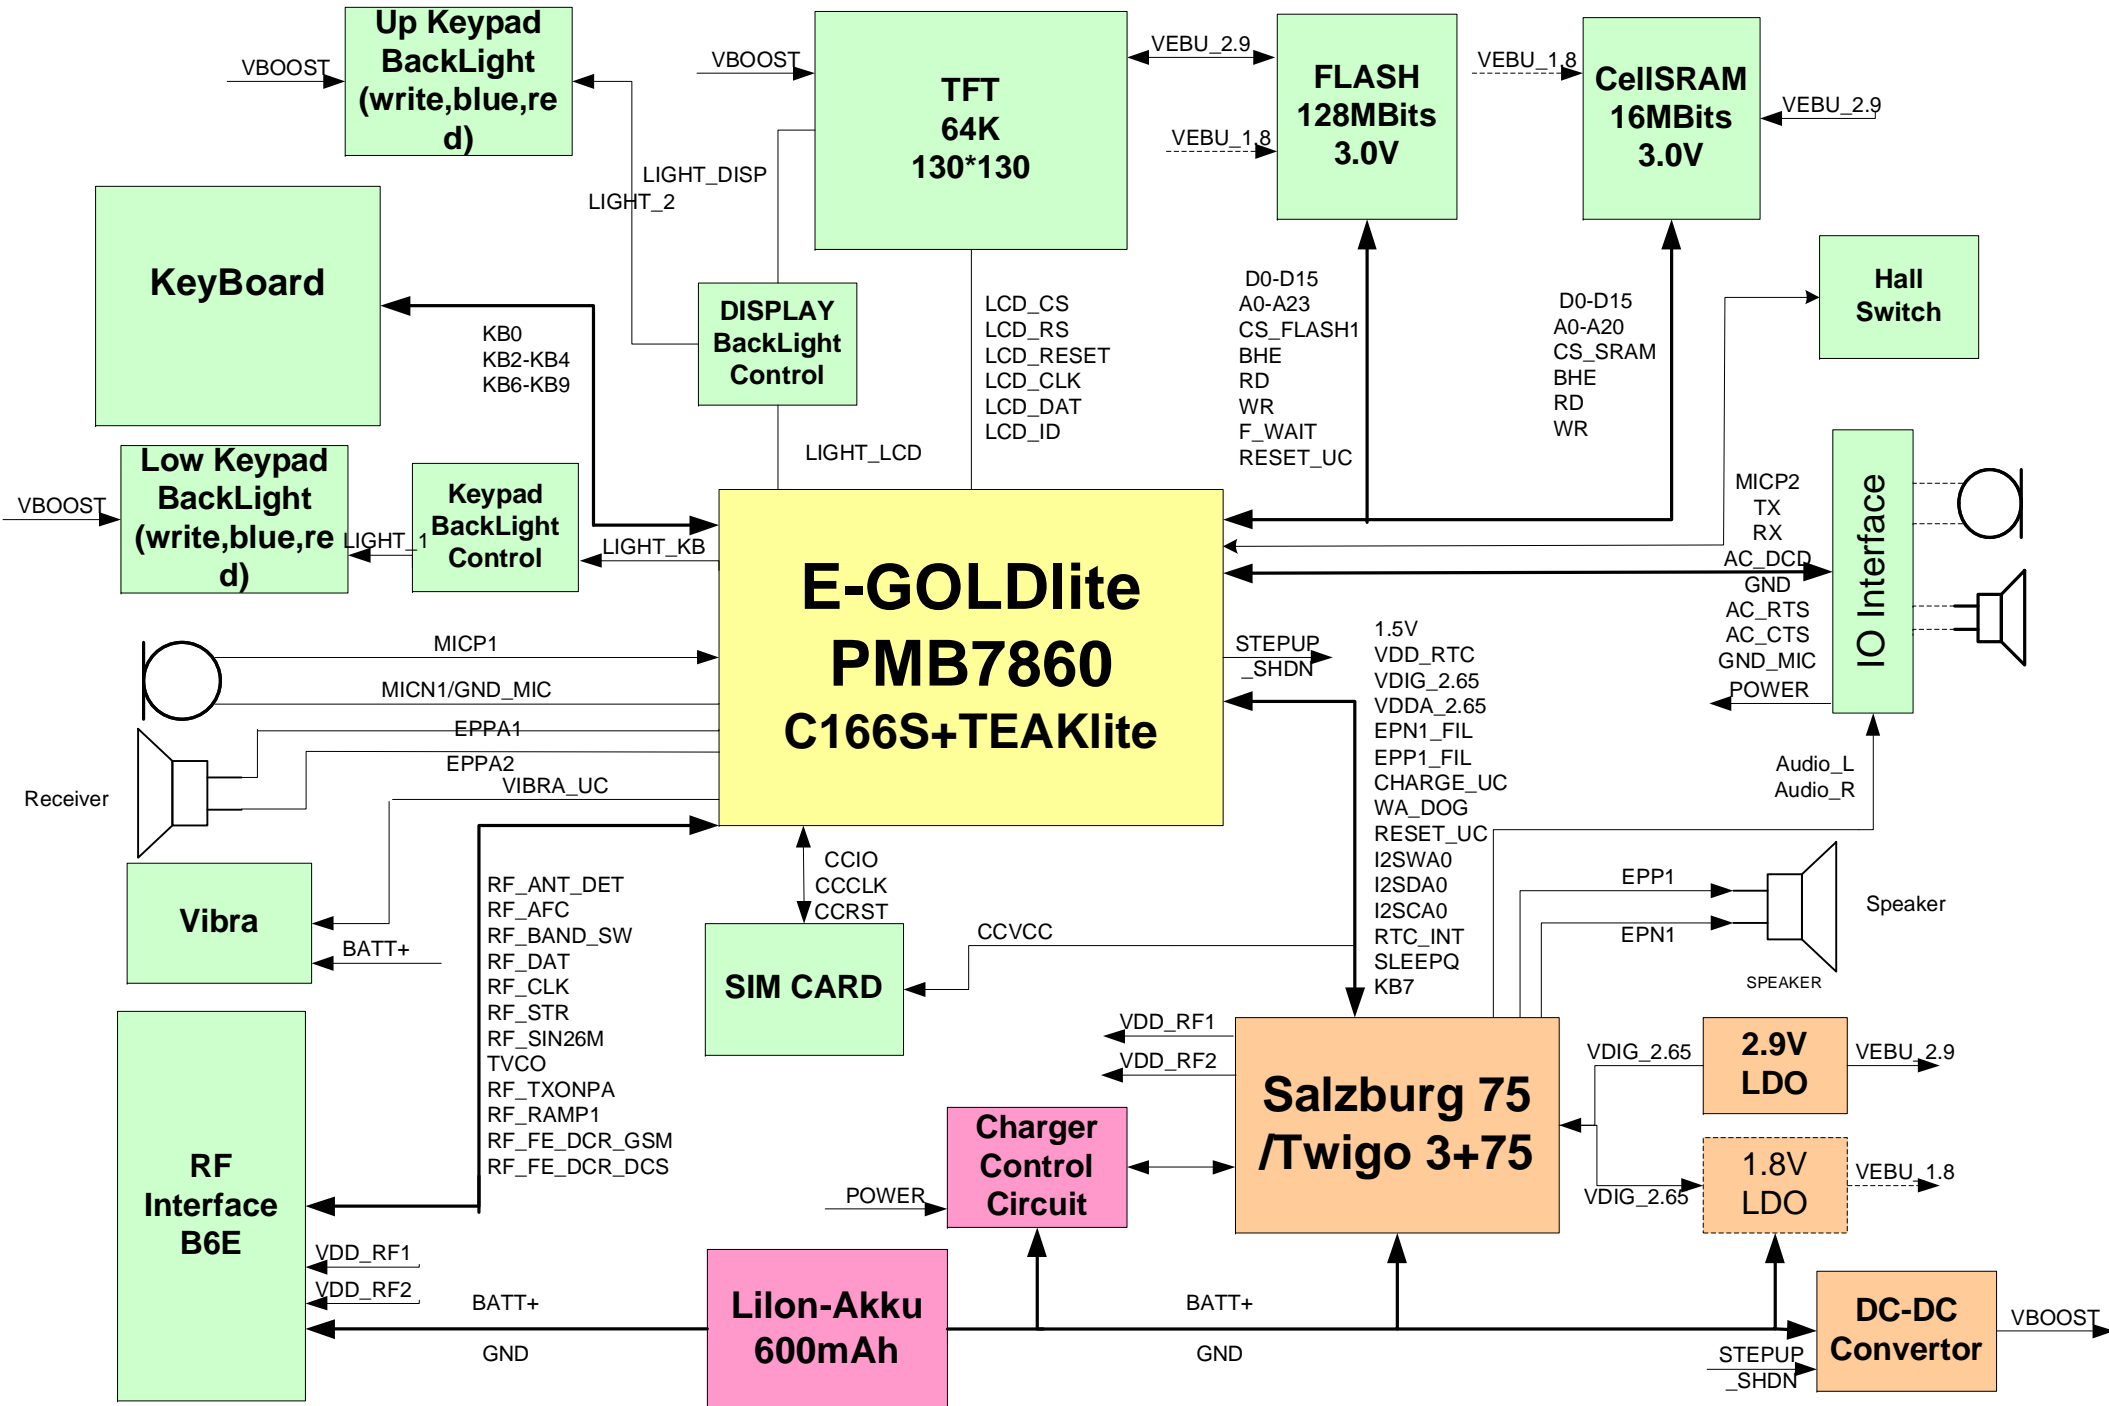 Up Keypad
BackLight
(write,blue,re
d)
VBOOST
VBOOST
TFT
64K
130*130
VEBU_2.9
FLASH
128MBits
3.0V
VEBU_1.8
VEBU_1.8
CellSRAM
16MBits
3.0V
VEBU_2.9
LIGHT_DISP
LIGHT_2
KeyBoard
KB0
KB2-KB4
KB6-KB9
DISPLAY
BackLight
Control
LIGHT_LCD
LCD_CS
LCD_RS
LCD_RESET
LCD_CLK
LCD_DAT
LCD_ID
D0-D15
A0-A23
CS_FLASH1
BHE
RD
WR
F_WAIT
RESET_UC
D0-D15
A0-A20
CS_SRAM
BHE
RD
WR
Hall
Switch
VBOOST
Low Keypad
BackLight
(write,blue,re
d)
LIGHT_1
Keypad
BackLight
Control
LIGHT_KB
E-GOLDlite
PMB7860
C166S+TEAKlite
MICP2
TX
RX
AC_DCD
GND
AC_RTS
AC_CTS
GND_MIC
POWER
IO Interface
MICP1
MICN1/GND_MIC
EPPA1
EPPA2
VIBRA_UC
Receiver
STEPUP
_SHDN
1.5V
VDD_RTC
VDIG_2.65
VDDA_2.65
EPN1_FIL
EPP1_FIL
CHARGE_UC
WA_DOG
RESET_UC
I2SWA0
I2SDA0
I2SCA0
RTC_INT
SLEEPQ
KB7
Audio_L
Audio_R
Vibra
BATT+
RF_ANT_DET
RF_AFC
RF_BAND_SW
RF_DAT
RF_CLK
RF_STR
RF_SIN26M
TVCO
RF_TXONPA
RF_RAMP1
RF_FE_DCR_GSM
RF_FE_DCR_DCS
CCIO
CCCLK
CCRST
SIM CARD
CCVCC
EPP1
EPN1
Speaker
SPEAKER
VDD_RF1
VDD_RF2
Salzburg 75
/Twigo 3+75
VDIG_2.65
2.9V
LDO
VEBU_2.9
VDIG_2.65
1.8V
LDO
VEBU_1.8
Charger
Control
Circuit
POWER
RF
Interface
B6E
VDD_RF1
VDD_RF2
BATT+
GND
LiIon-Akku
600mAh
BATT+
GND
DC-DC
Convertor
STEPUP
_SHDN
VBOOST